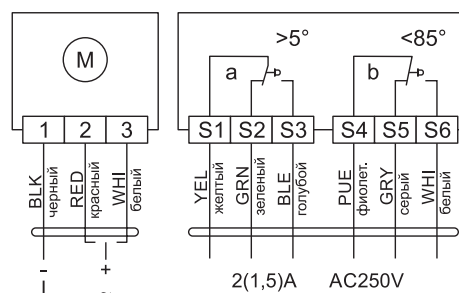 M
>5°
<85°
a
b
1 2 3
S1 S2 S3
S4 S5 S6
BLK
черный
RED
красный
WHI
белый
YEL
желтый
GRN
зеленый
BLE
голубой
PUE
фиолет.
GRY
серый
WHI
белый
- +
2(1,5)A AC250V